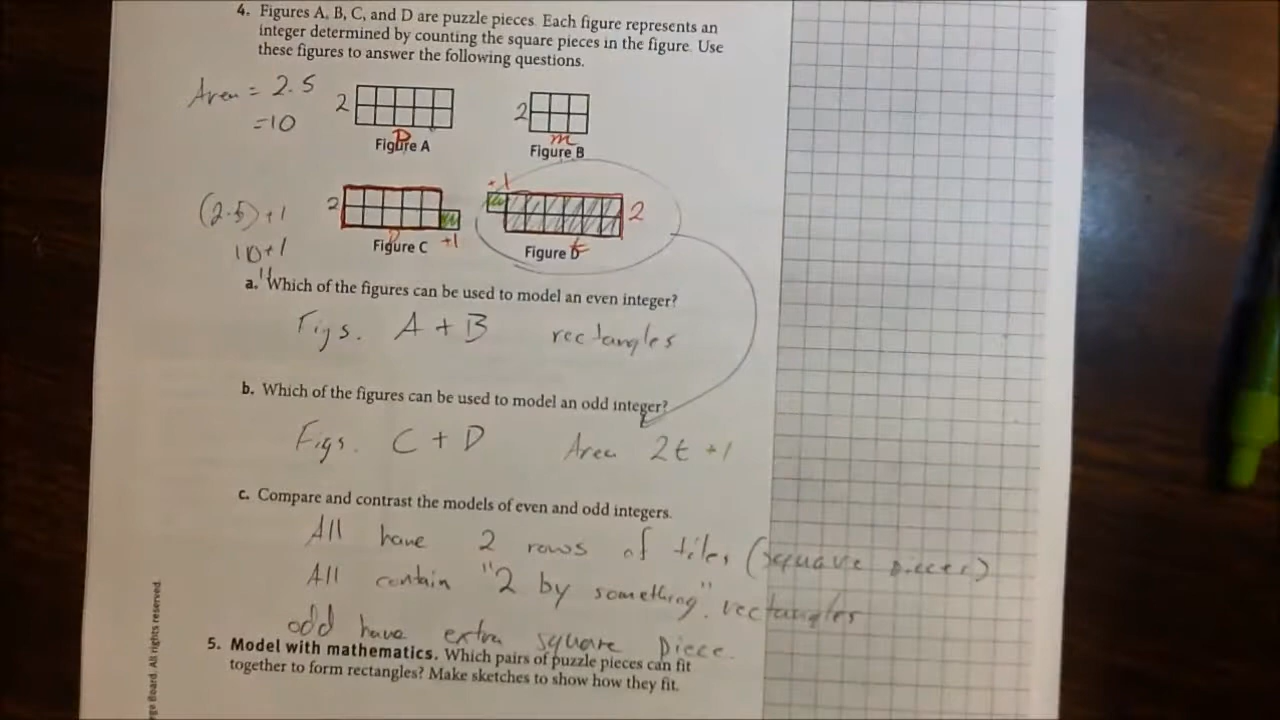 4. Figures A, B, C, and D are puzzle pieces. Each figure represents an
integer determined by counting the square pieces in the figure. Use
these figures to answer the following questions.
Area = 2·5
=10
2
P
Figure A
2
m
Figure B
(2·5)+1
10+1
11
2
P
Figure C
+1
+1
2
t
Figure D
a. Which of the figures can be used to model an even integer?
Figs. A + B rectangles
b. Which of the figures can be used to model an odd integer?
Figs. C + D Area 2t +1
c. Compare and contrast the models of even and odd integers.
All have 2 rows of tiles (square pieces)
All contain "2 by something" rectangles
odd have extra square piece.
5. Model with mathematics. Which pairs of puzzle pieces can fit
together to form rectangles? Make sketches to show how they fit.
Board. All rights reserved.